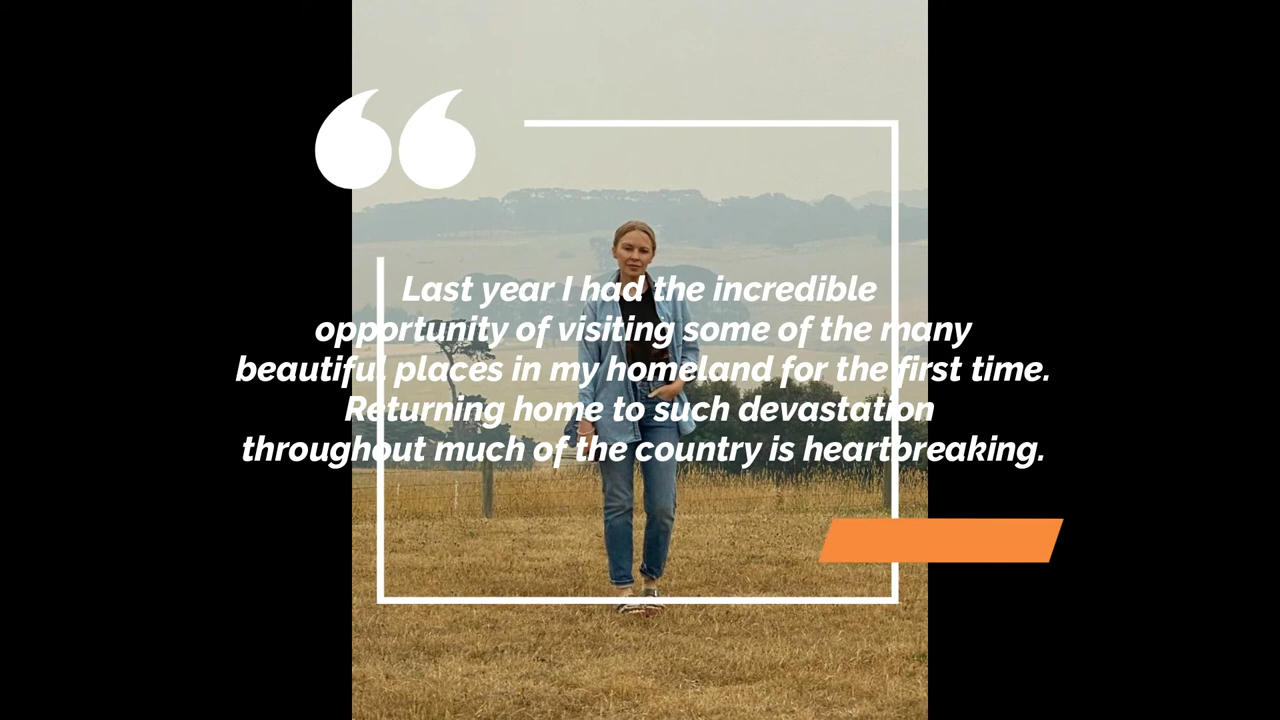 Last year I had the incredible
opportunity of visiting some of the many
beautiful places in my homeland for the first time.
Returning home to such devastation
throughout much of the country is heartbreaking.